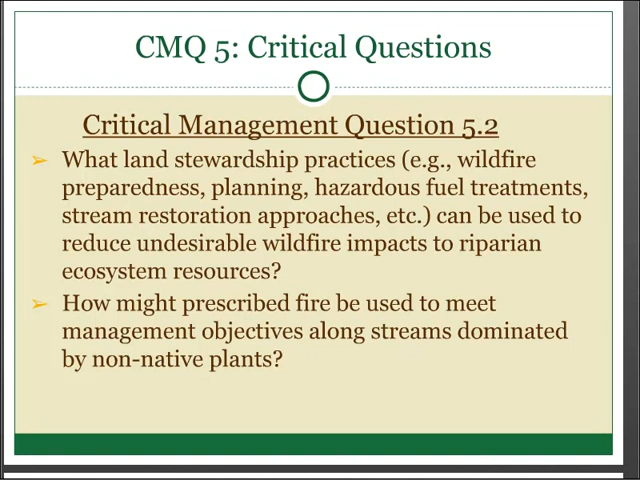 CMQ 5: Critical Questions
Critical Management Question 5.2
➢ What land stewardship practices (e.g., wildfire
preparedness, planning, hazardous fuel treatments,
stream restoration approaches, etc.) can be used to
reduce undesirable wildfire impacts to riparian
ecosystem resources?
➢ How might prescribed fire be used to meet
management objectives along streams dominated
by non-native plants?